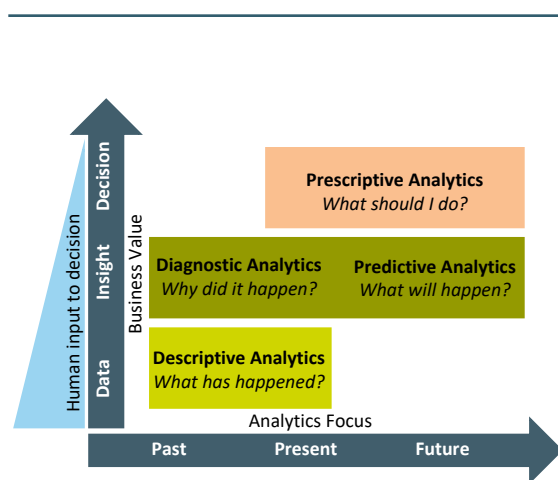 Prescriptive Analytics
What should I do?
Diagnostic Analytics
Why did it happen?
Predictive Analytics
What will happen?
Descriptive Analytics
What has happened?
Human input to decision
Data
Insight
Decision
Business Value
Analytics Focus
Past
Present
Future